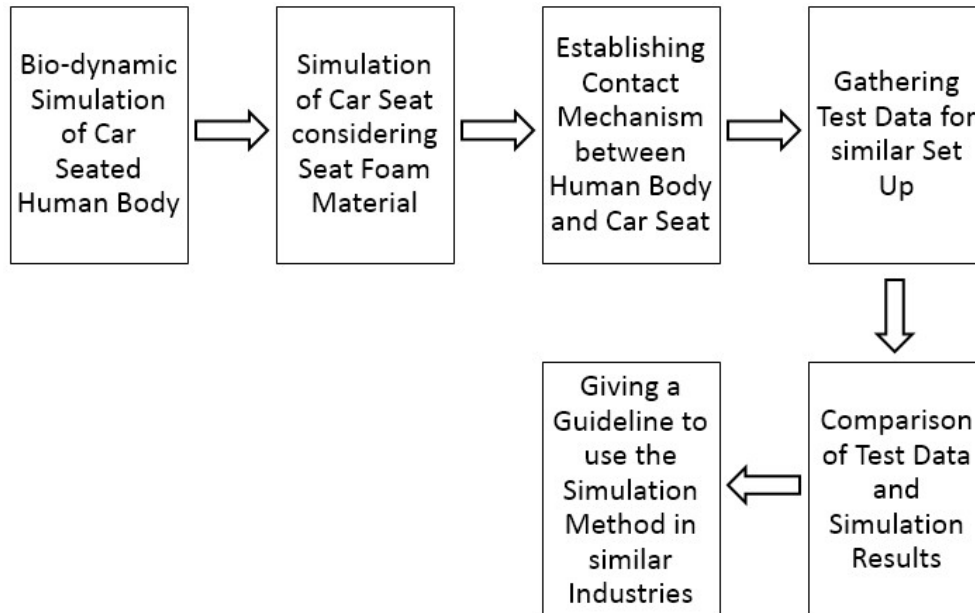 Bio-dynamic
Simulation
of Car
Seated
Human Body
Simulation
of Car Seat
considering
Seat Foam
Material
Establishing
Contact
Mechanism
between
Human Body
and Car Seat
Gathering
Test Data for
similar Set
Up
Comparison
of Test Data
and
Simulation
Results
Giving a
Guideline to
use the
Simulation
Method in
similar
Industries